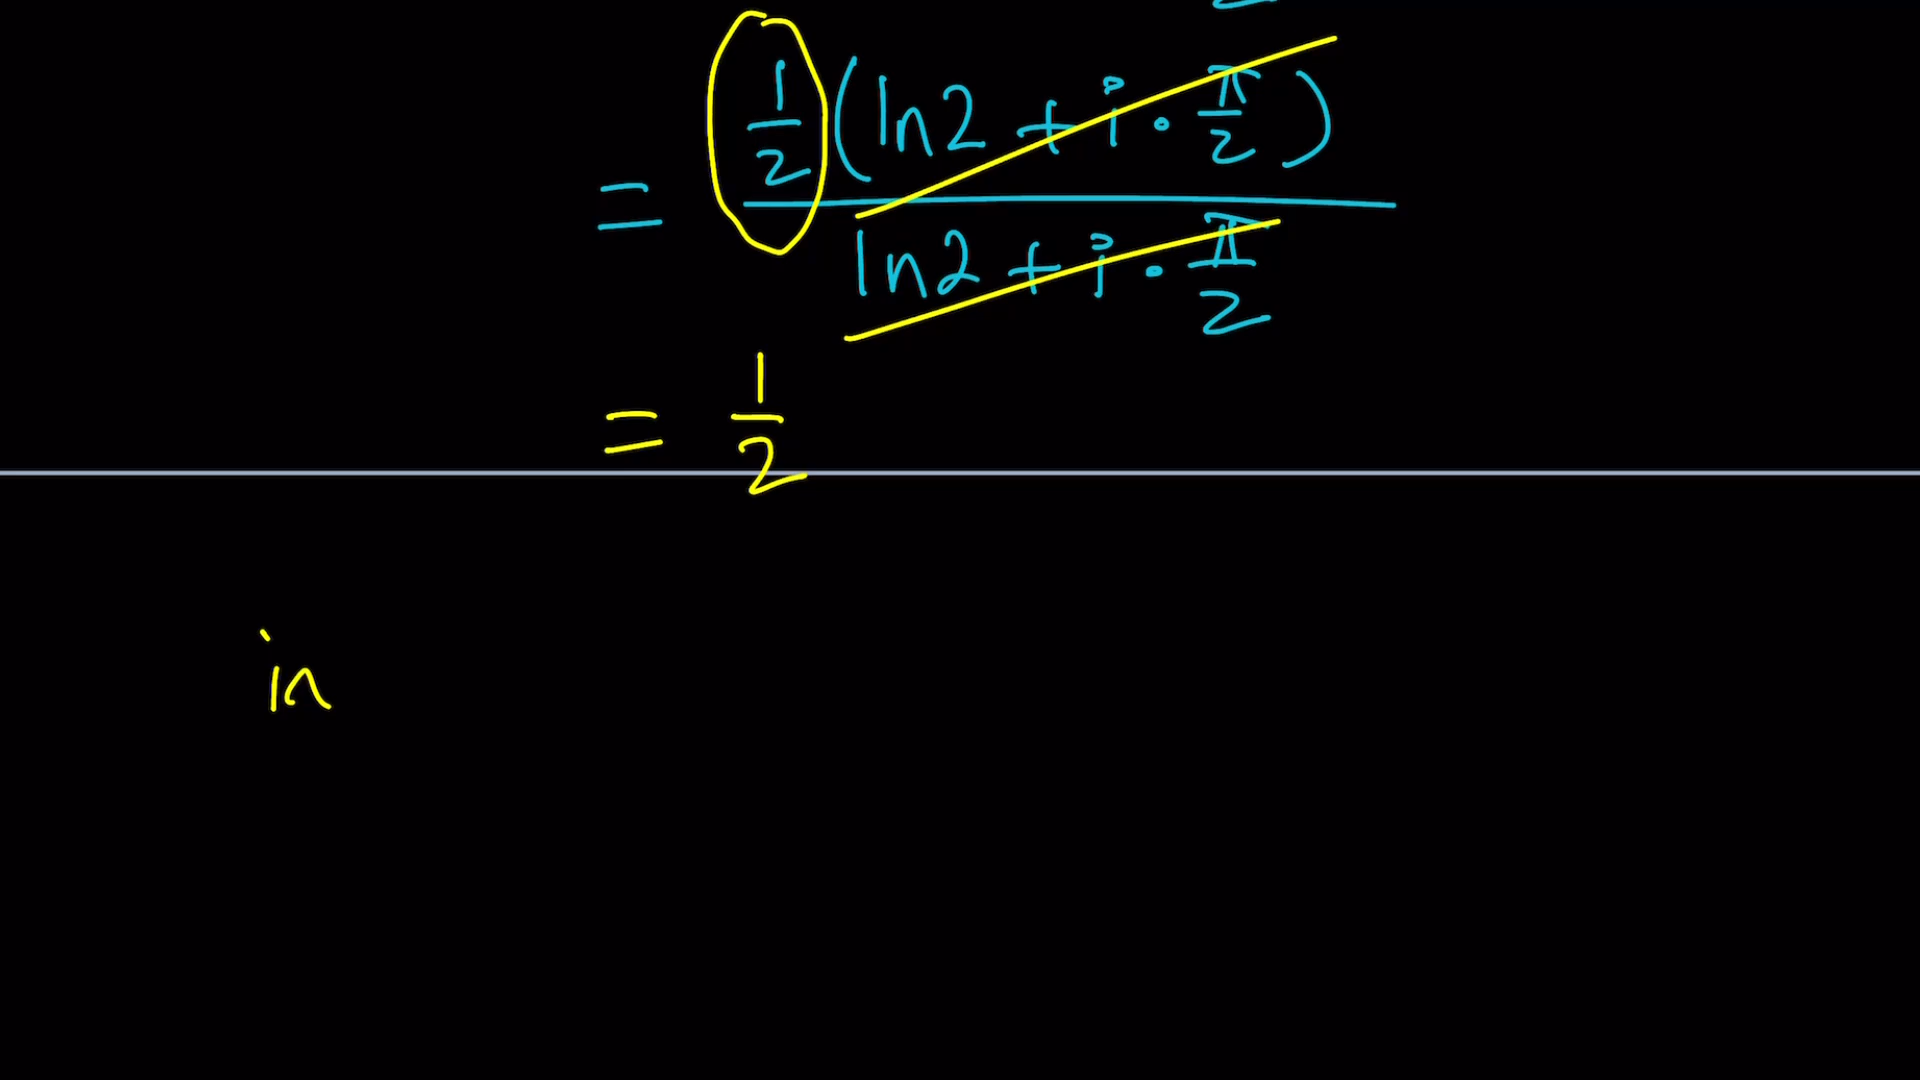 = 1/2 (ln2 + i · π/2) / ln2 + i · π/2
= 1/2
in